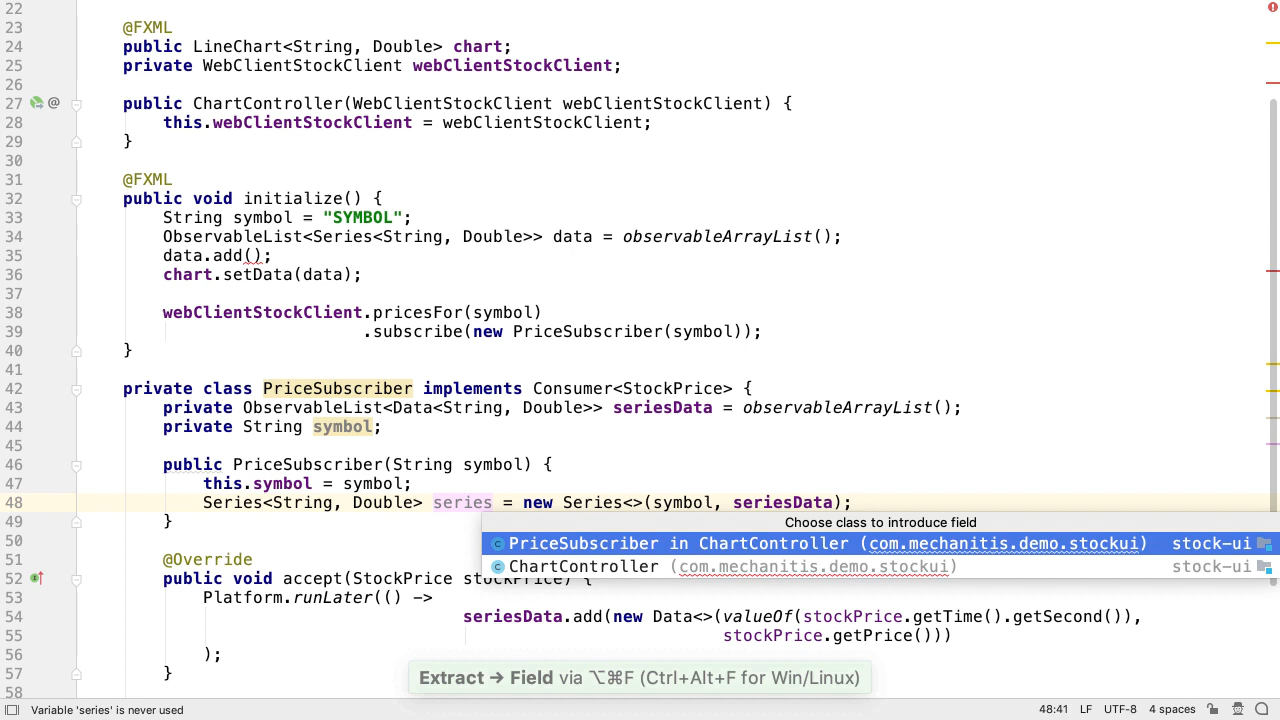 22
23 @FXML
24 public LineChart<String, Double> chart;
25 private WebClientStockClient webClientStockClient;
26
27 @ public ChartController(WebClientStockClient webClientStockClient) {
28 this.webClientStockClient = webClientStockClient;
29 }
30
31 @FXML
32 public void initialize() {
33 String symbol = "SYMBOL";
34 ObservableList<Series<String, Double>> data = observableArrayList();
35 data.add();
36 chart.setData(data);
37
38 webClientStockClient.pricesFor(symbol)
39 .subscribe(new PriceSubscriber(symbol));
40 }
41
42 private class PriceSubscriber implements Consumer<StockPrice> {
43 private ObservableList<Data<String, Double>> seriesData = observableArrayList();
44 private String symbol;
45
46 public PriceSubscriber(String symbol) {
47 this.symbol = symbol;
48 Series<String, Double> series = new Series<>(symbol, seriesData);
49 }
Choose class to introduce field
50
PriceSubscriber in ChartController (com.mechanitis.demo.stockui) stock-ui
51 @Override
ChartController (com.mechanitis.demo.stockui) stock-ui
52 public void accept(StockPrice stockPrice) {
53 Platform.runLater(() ->
54 seriesData.add(new Data<>(valueOf(stockPrice.getTime().getSecond()),
55 stockPrice.getPrice()))
56 );
57 }
58
Extract → Field via ⌥⌘F (Ctrl+Alt+F for Win/Linux)
Variable 'series' is never used 48:41 LF UTF-8 4 spaces